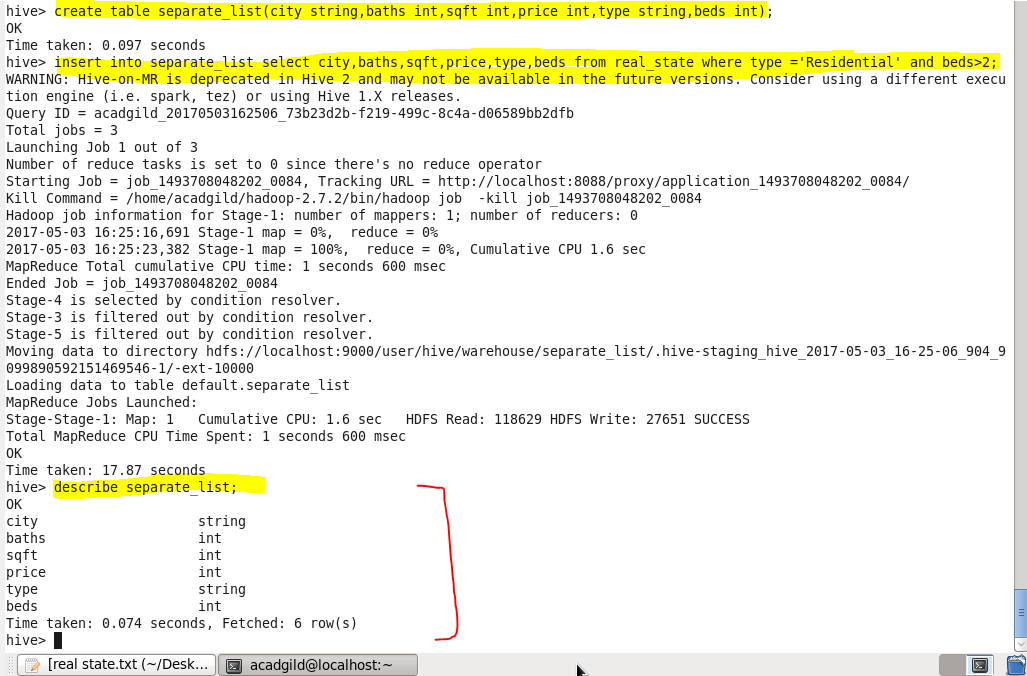 hive> create table separate_list(city string,baths int,sqft int,price int,type string,beds int);
OK
Time taken: 0.097 seconds
hive> insert into separate_list select city,baths,sqft,price,type,beds from real_state where type ='Residential' and beds>2;
WARNING: Hive-on-MR is deprecated in Hive 2 and may not be available in the future versions. Consider using a different execu
tion engine (i.e. spark, tez) or using Hive 1.X releases.
Query ID = acadgild_20170503162506_73b23d2b-f219-499c-8c4a-d06589bb2dfb
Total jobs = 3
Launching Job 1 out of 3
Number of reduce tasks is set to 0 since there's no reduce operator
Starting Job = job_1493708048202_0084, Tracking URL = http://localhost:8088/proxy/application_1493708048202_0084/
Kill Command = /home/acadgild/hadoop-2.7.2/bin/hadoop job  -kill job_1493708048202_0084
Hadoop job information for Stage-1: number of mappers: 1; number of reducers: 0
2017-05-03 16:25:16,691 Stage-1 map = 0%,  reduce = 0%
2017-05-03 16:25:23,382 Stage-1 map = 100%,  reduce = 0%, Cumulative CPU 1.6 sec
MapReduce Total cumulative CPU time: 1 seconds 600 msec
Ended Job = job_1493708048202_0084
Stage-4 is selected by condition resolver.
Stage-3 is filtered out by condition resolver.
Stage-5 is filtered out by condition resolver.
Moving data to directory hdfs://localhost:9000/user/hive/warehouse/separate_list/.hive-staging_hive_2017-05-03_16-25-06_904_9
099890592151469546-1/-ext-10000
Loading data to table default.separate_list
MapReduce Jobs Launched:
Stage-Stage-1: Map: 1   Cumulative CPU: 1.6 sec   HDFS Read: 118629 HDFS Write: 27651 SUCCESS
Total MapReduce CPU Time Spent: 1 seconds 600 msec
OK
Time taken: 17.87 seconds
hive> describe separate_list;
OK
city                    string
baths                   int
sqft                    int
price                   int
type                    string
beds                    int
Time taken: 0.074 seconds, Fetched: 6 row(s)
hive>
[real state.txt (~/Desk... acadgild@localhost:~